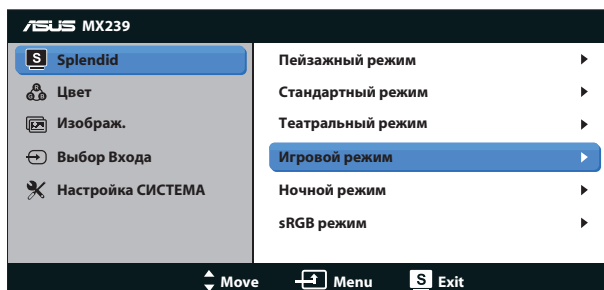 ASUS MX239
S Splendid
Цвет
Изображ.
Выбор Входа
Настройка СИСТЕМА
Пейзажный режим
Стандартный режим
Театральный режим
Игровой режим
Ночной режим
sRGB режим
Move Menu S Exit